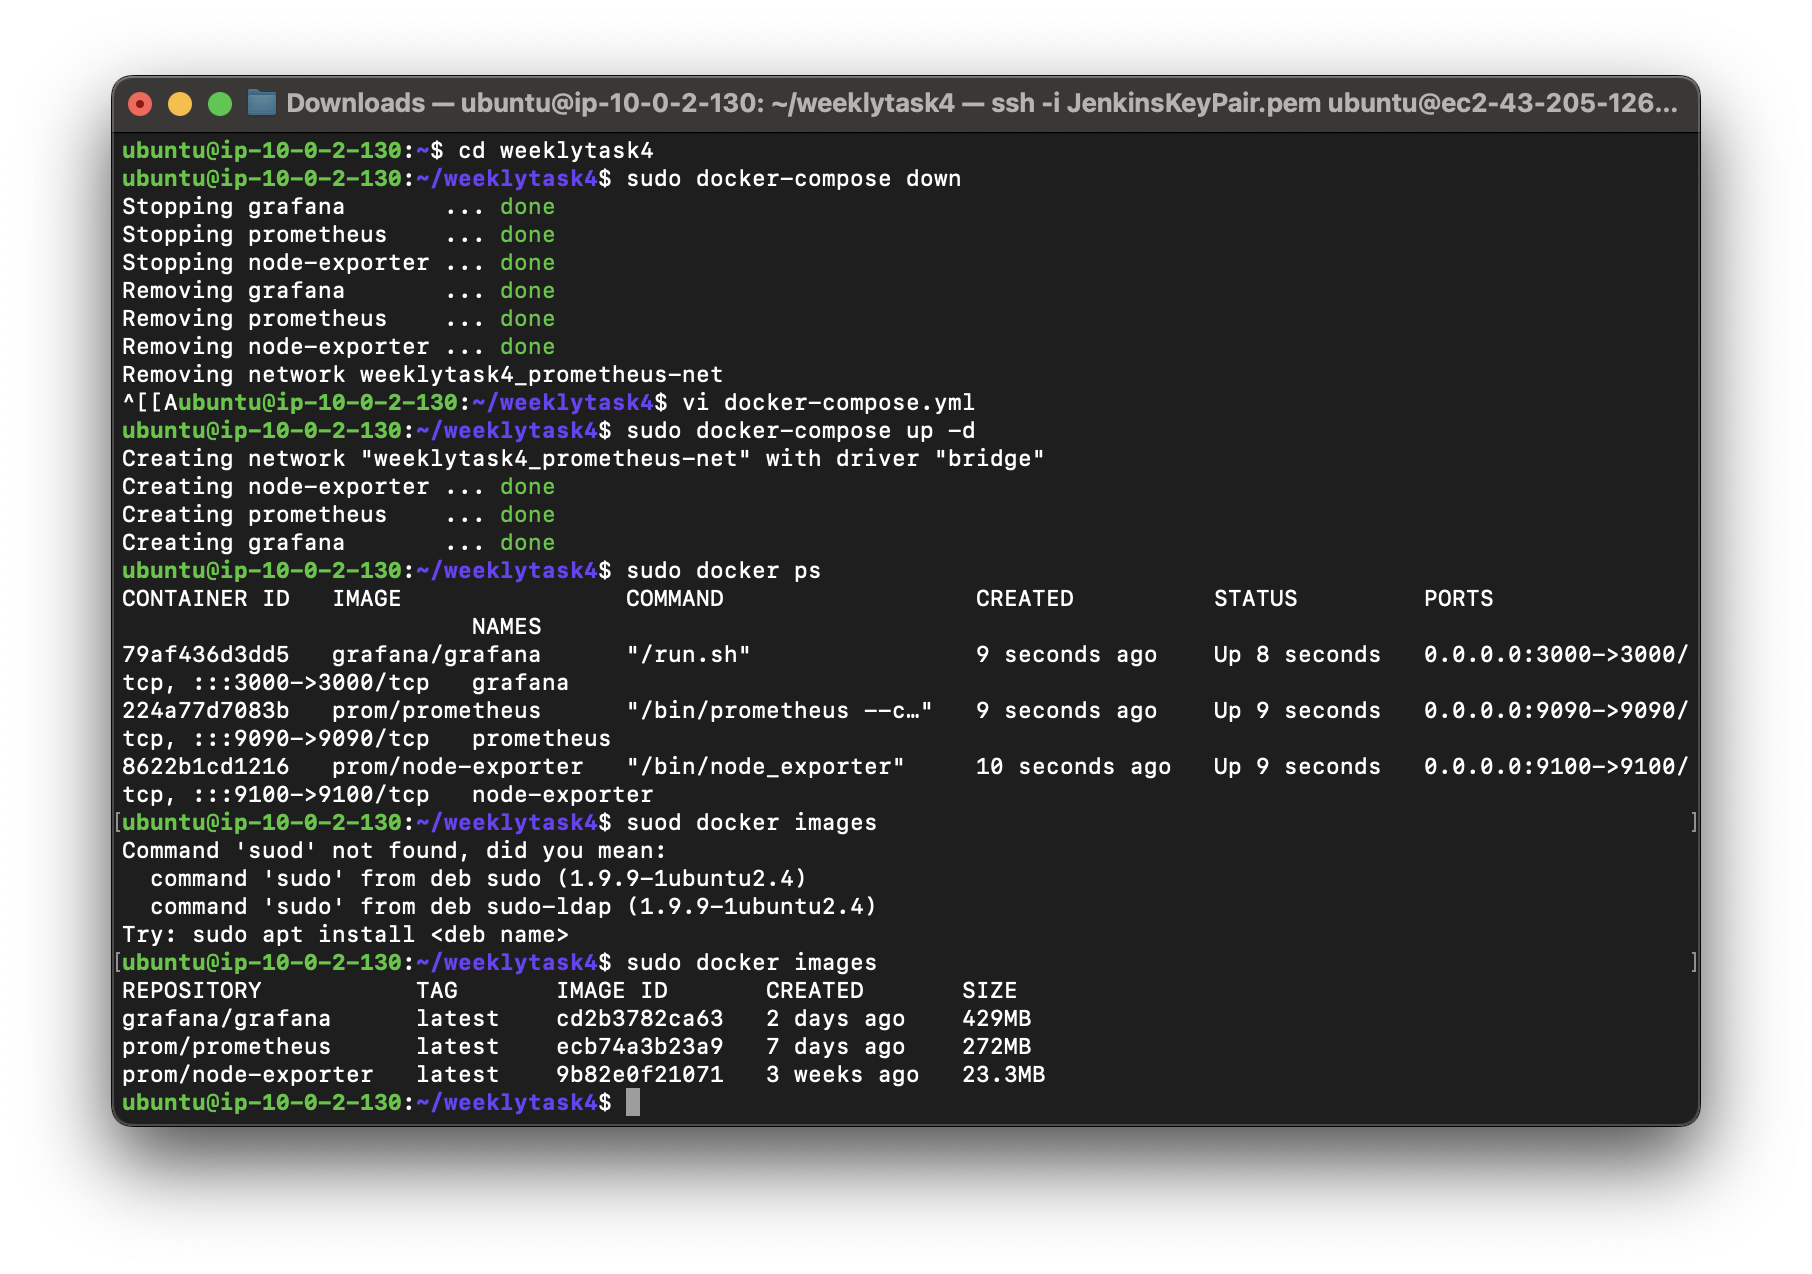 Downloads — ubuntu@ip-10-0-2-130: ~/weeklytask4 — ssh -i JenkinsKeyPair.pem ubuntu@ec2-43-205-126...
ubuntu@ip-10-0-2-130:~$ cd weeklytask4
ubuntu@ip-10-0-2-130:~/weeklytask4$ sudo docker-compose down
Stopping grafana       ... done
Stopping prometheus    ... done
Stopping node-exporter ... done
Removing grafana       ... done
Removing prometheus    ... done
Removing node-exporter ... done
Removing network weeklytask4_prometheus-net
^[[Aubuntu@ip-10-0-2-130:~/weeklytask4$ vi docker-compose.yml
ubuntu@ip-10-0-2-130:~/weeklytask4$ sudo docker-compose up -d
Creating network "weeklytask4_prometheus-net" with driver "bridge"
Creating node-exporter ... done
Creating prometheus    ... done
Creating grafana       ... done
ubuntu@ip-10-0-2-130:~/weeklytask4$ sudo docker ps
CONTAINER ID   IMAGE                COMMAND                  CREATED          STATUS         PORTS
                         NAMES
79af436d3dd5   grafana/grafana      "/run.sh"                9 seconds ago    Up 8 seconds   0.0.0.0:3000->3000/
tcp, :::3000->3000/tcp   grafana
224a77d7083b   prom/prometheus      "/bin/prometheus --c…"   9 seconds ago    Up 9 seconds   0.0.0.0:9090->9090/
tcp, :::9090->9090/tcp   prometheus
8622b1cd1216   prom/node-exporter   "/bin/node_exporter"     10 seconds ago   Up 9 seconds   0.0.0.0:9100->9100/
tcp, :::9100->9100/tcp   node-exporter
[ubuntu@ip-10-0-2-130:~/weeklytask4$ suod docker images ]
Command 'suod' not found, did you mean:
  command 'sudo' from deb sudo (1.9.9-1ubuntu2.4)
  command 'sudo' from deb sudo-ldap (1.9.9-1ubuntu2.4)
Try: sudo apt install <deb name>
[ubuntu@ip-10-0-2-130:~/weeklytask4$ sudo docker images ]
REPOSITORY           TAG       IMAGE ID       CREATED       SIZE
grafana/grafana      latest    cd2b3782ca63   2 days ago    429MB
prom/prometheus      latest    ecb74a3b23a9   7 days ago    272MB
prom/node-exporter   latest    9b82e0f21071   3 weeks ago   23.3MB
ubuntu@ip-10-0-2-130:~/weeklytask4$